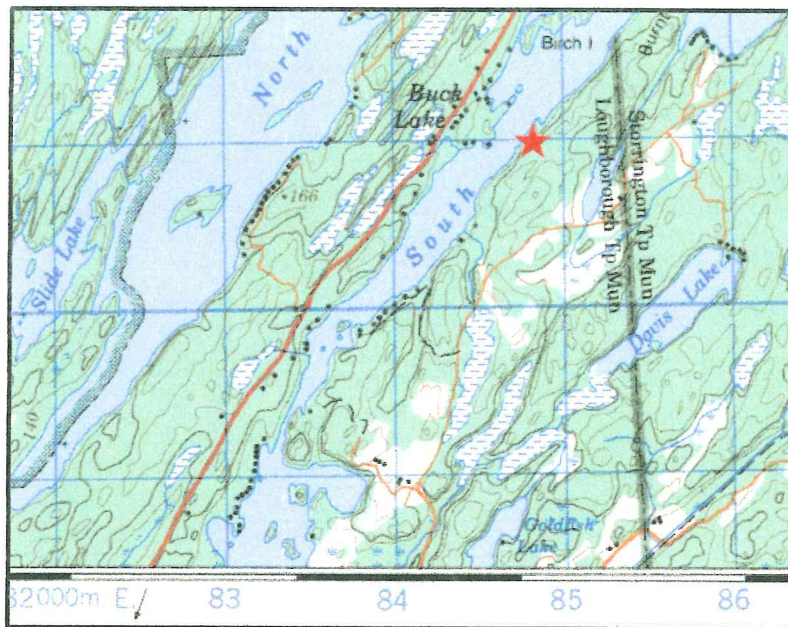 Birch I
Burnt
North
Buck
Lake
Storrington Tp Mun
Loughborough Tp Mun
166
South
Slide Lake
Davis Lake
140
Goldfish
Lake
82000m. E.
83
84
85
86